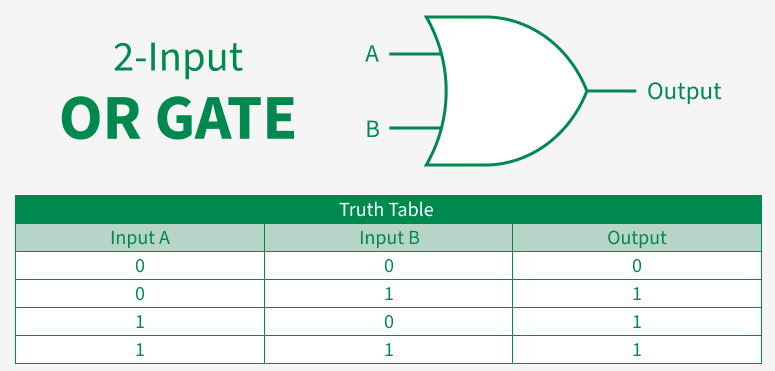 2-Input
OR GATE
A
B
Output
Truth Table
Input A Input B Output
0 0 0
0 1 1
1 0 1
1 1 1